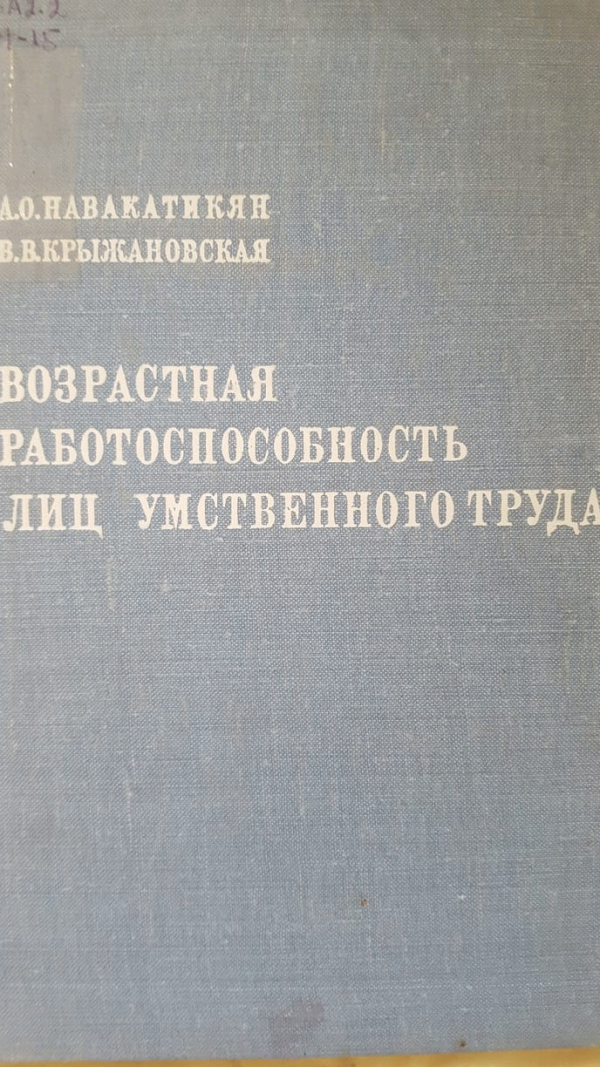 А.О.НАВАКАТИКЯН
В.В.КРЫЖАНОВСКАЯ
ВОЗРАСТНАЯ
РАБОТОСПОСОБНОСТЬ
ЛИЦ УМСТВЕННОГО ТРУДА